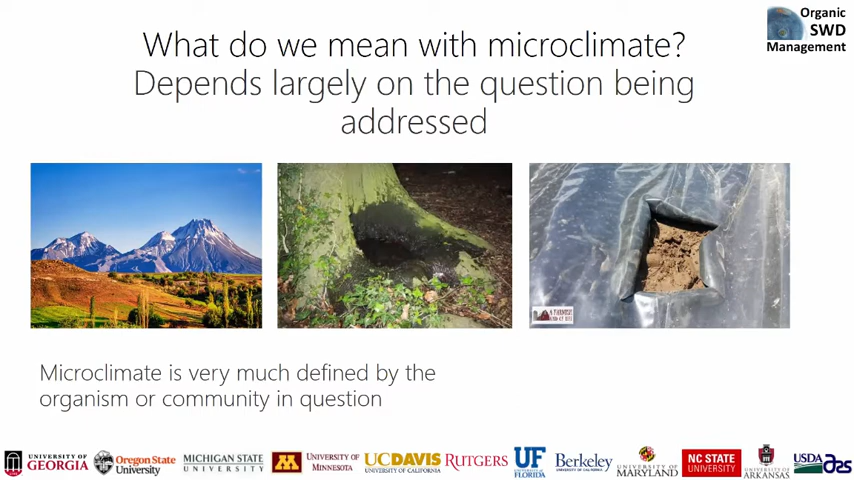 Organic
SWD
Management
What do we mean with microclimate?
Depends largely on the question being
addressed
Microclimate is very much defined by the
organism or community in question
UNIVERSITY OF
GEORGIA
Oregon State
University
MICHIGAN STATE
UNIVERSITY
M
UNIVERSITY OF
MINNESOTA
UCDAVIS
UNIVERSITY OF CALIFORNIA
RUTGERS
UF
UNIVERSITY of
FLORIDA
Berkeley
UNIVERSITY OF CALIFORNIA
UNIVERSITY OF
MARYLAND
NC STATE
UNIVERSITY
UNIVERSITY OF
ARKANSAS
USDA
ars